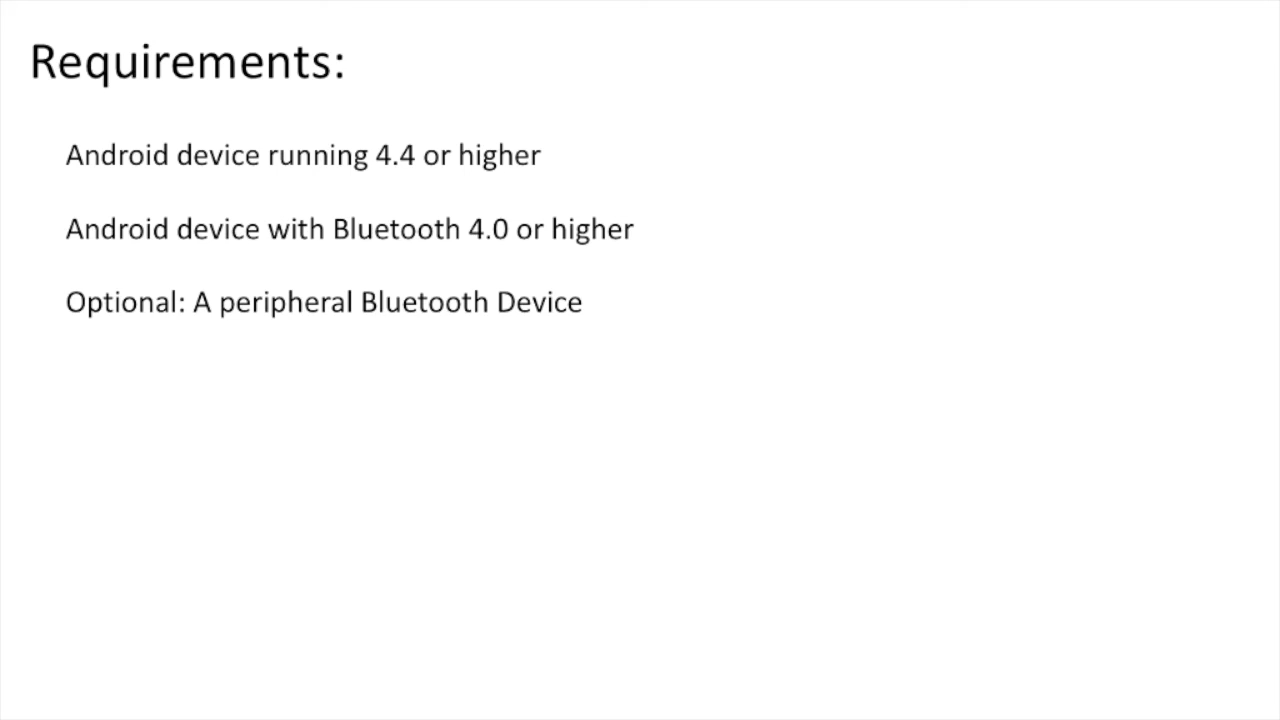 Requirements:
Android device running 4.4 or higher
Android device with Bluetooth 4.0 or higher
Optional: A peripheral Bluetooth Device